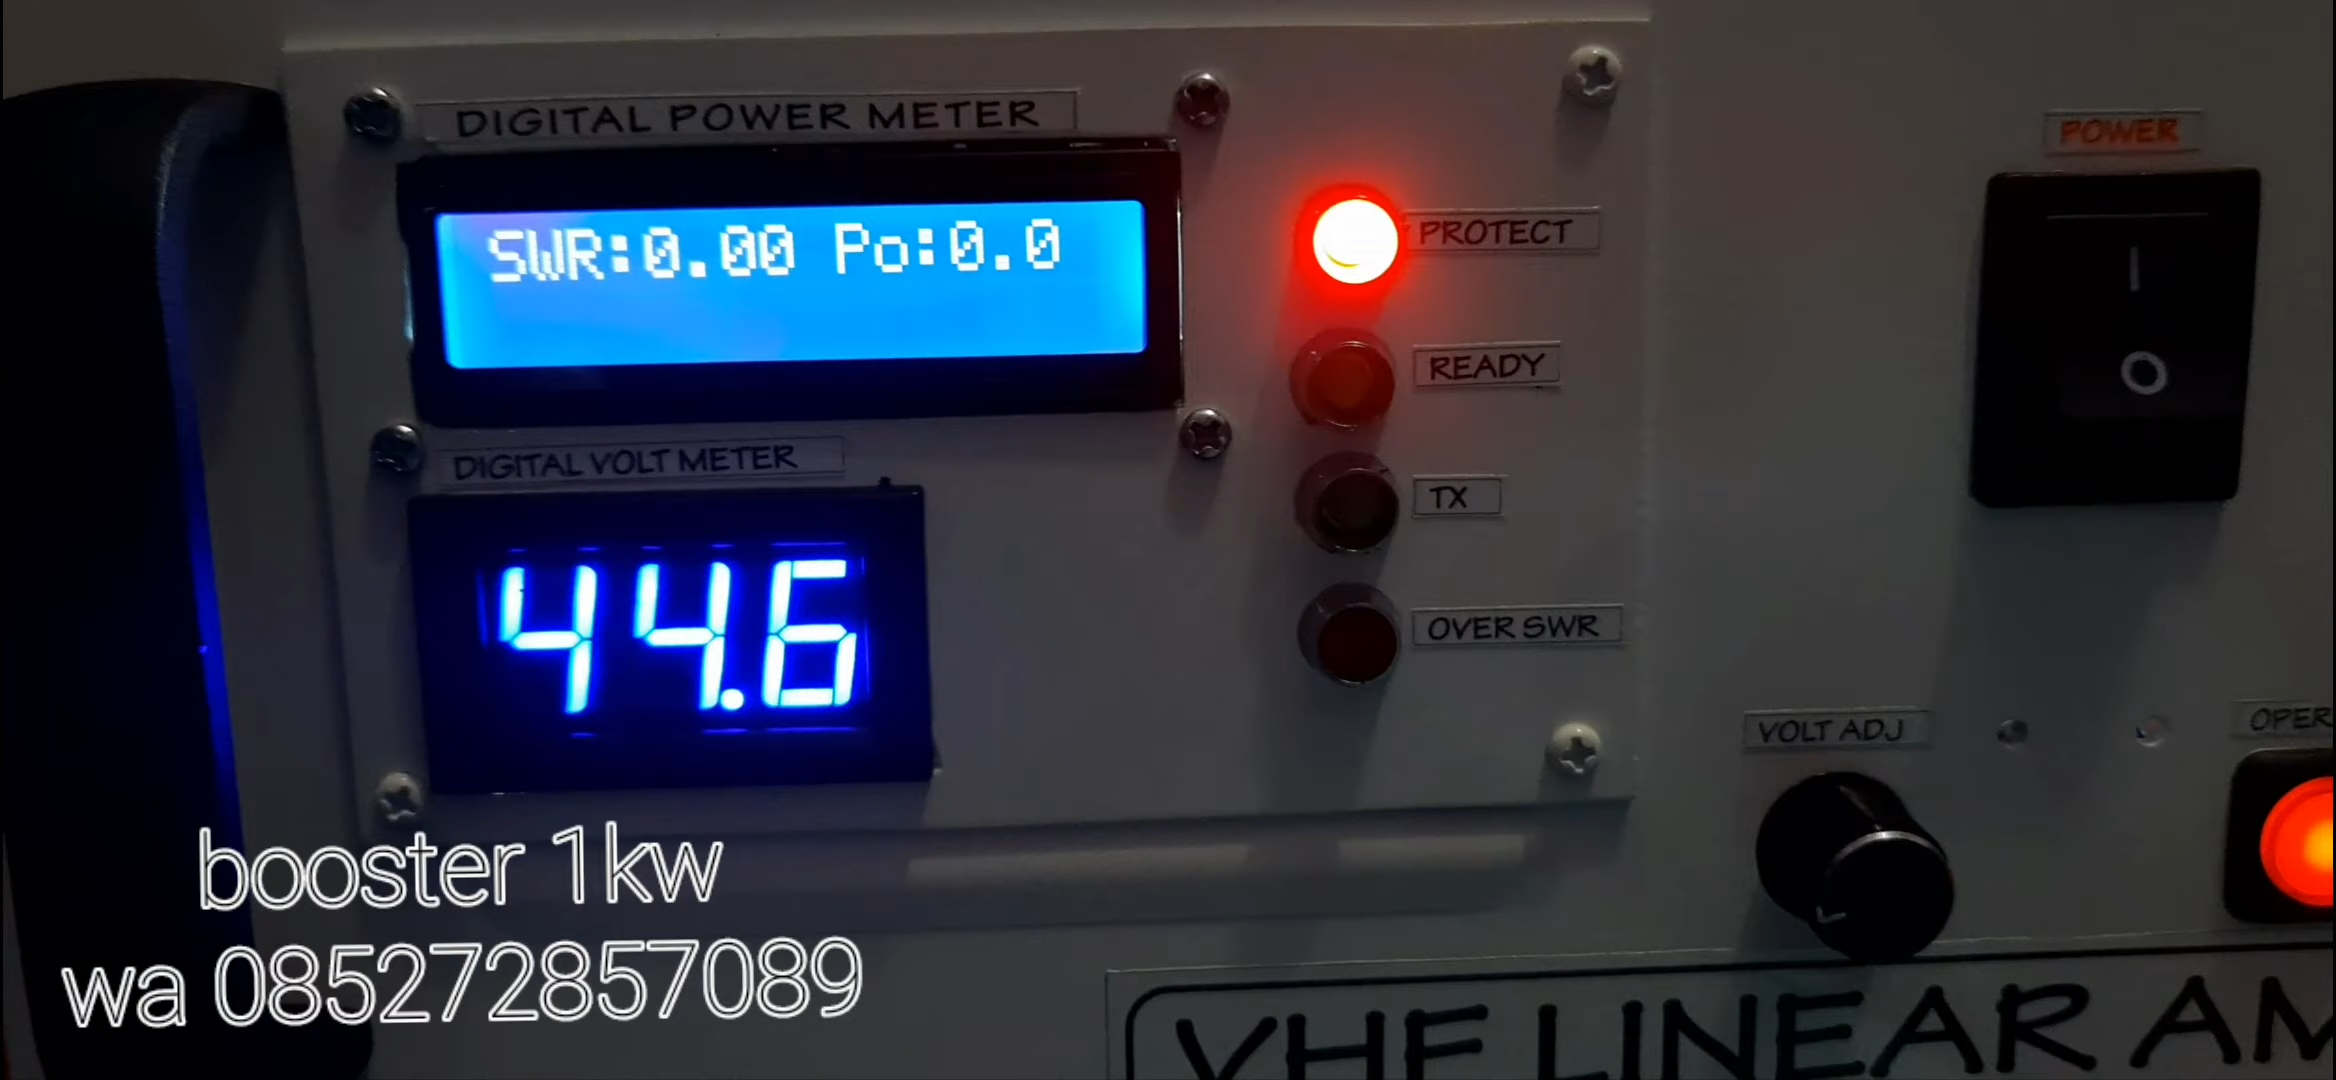 DIGITAL POWER METER
SWR:0.00 Po:0.0
PROTECT
READY
DIGITAL VOLT METER
TX
44.6
OVER SWR
POWER
I
O
VOLT ADJ
OPER
booster 1kw
wa 085272857089
VHF LINEAR AM